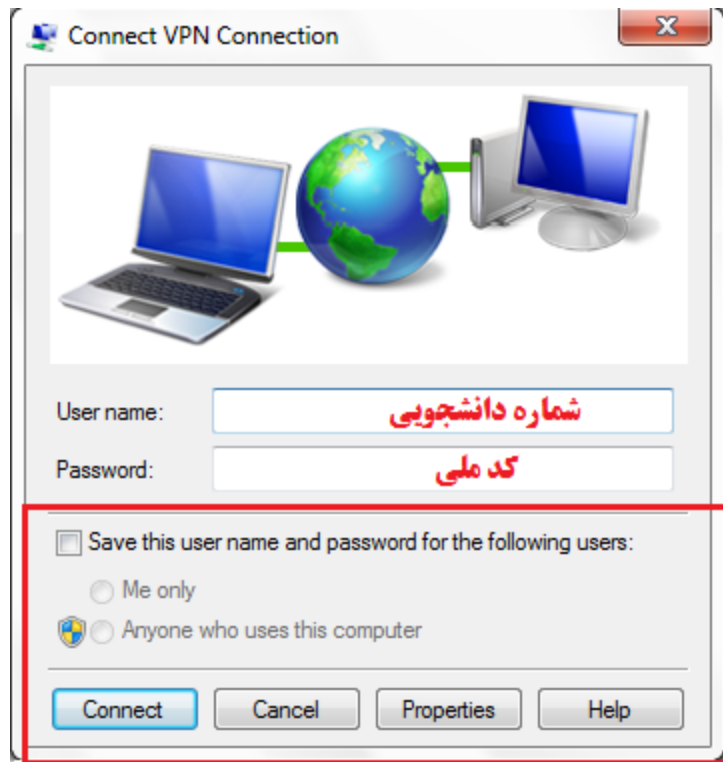 Connect VPN Connection
User name: شماره دانشجویی
Password: کد ملی
Save this user name and password for the following users:
Me only
Anyone who uses this computer
Connect Cancel Properties Help